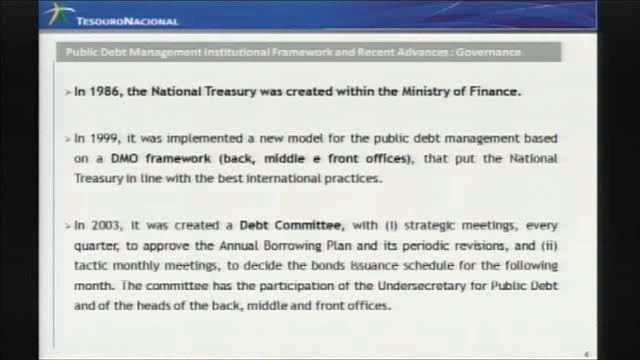 TESOURONACIONAL
Public Debt Management Institutional Framework and Recent Advances : Governance
➢In 1986, the National Treasury was created within the Ministry of Finance.
➢In 1999, it was implemented a new model for the public debt management based
on a DMO framework (back, middle e front offices), that put the National
Treasury in line with the best international practices.
➢In 2003, it was created a Debt Committee, with (i) strategic meetings, every
quarter, to approve the Annual Borrowing Plan and its periodic revisions, and (ii)
tactic monthly meetings, to decide the bonds issuance schedule for the following
month. The committee has the participation of the Undersecretary for Public Debt
and of the heads of the back, middle and front offices.
4